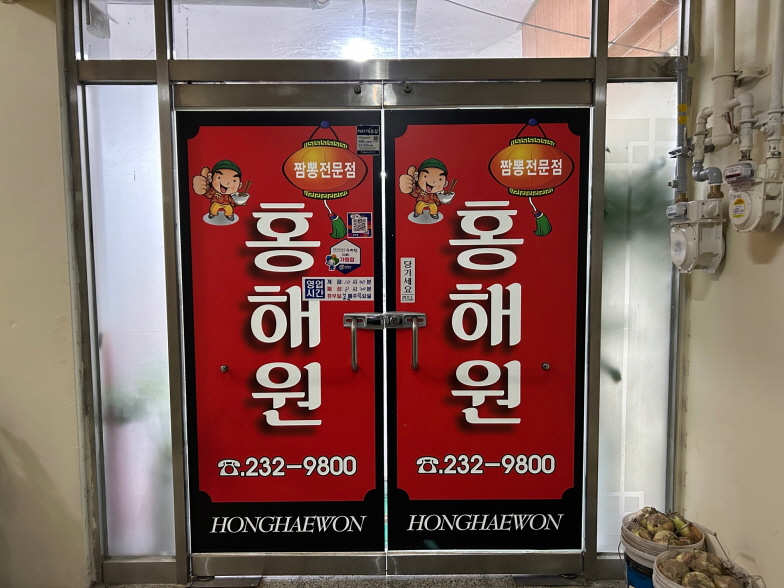 짬뽕전문점
홍해원
☎.232-9800
HONGHAEWON
영업시간
당기세요
짬뽕전문점
홍해원
☎.232-9800
HONGHAEWON